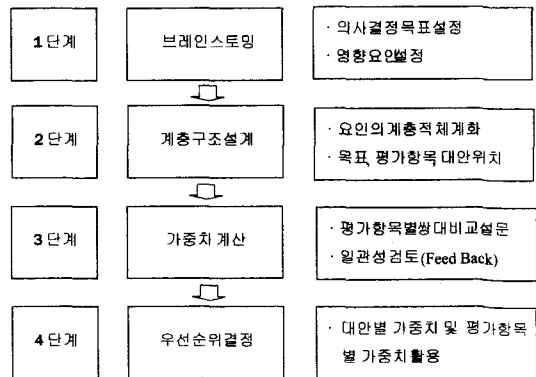 1단계
브레인스토밍
· 의사결정목표설정
· 영향요인설정
2단계
계층구조설계
· 요인의계층적체계화
· 목표, 평가항목 대안위치
3단계
가중치 계산
· 평가항목별쌍대비교설문
· 일관성검토(Feed Back)
4단계
우선순위결정
· 대안별 가중치 및 평가항목
별 가중치활용